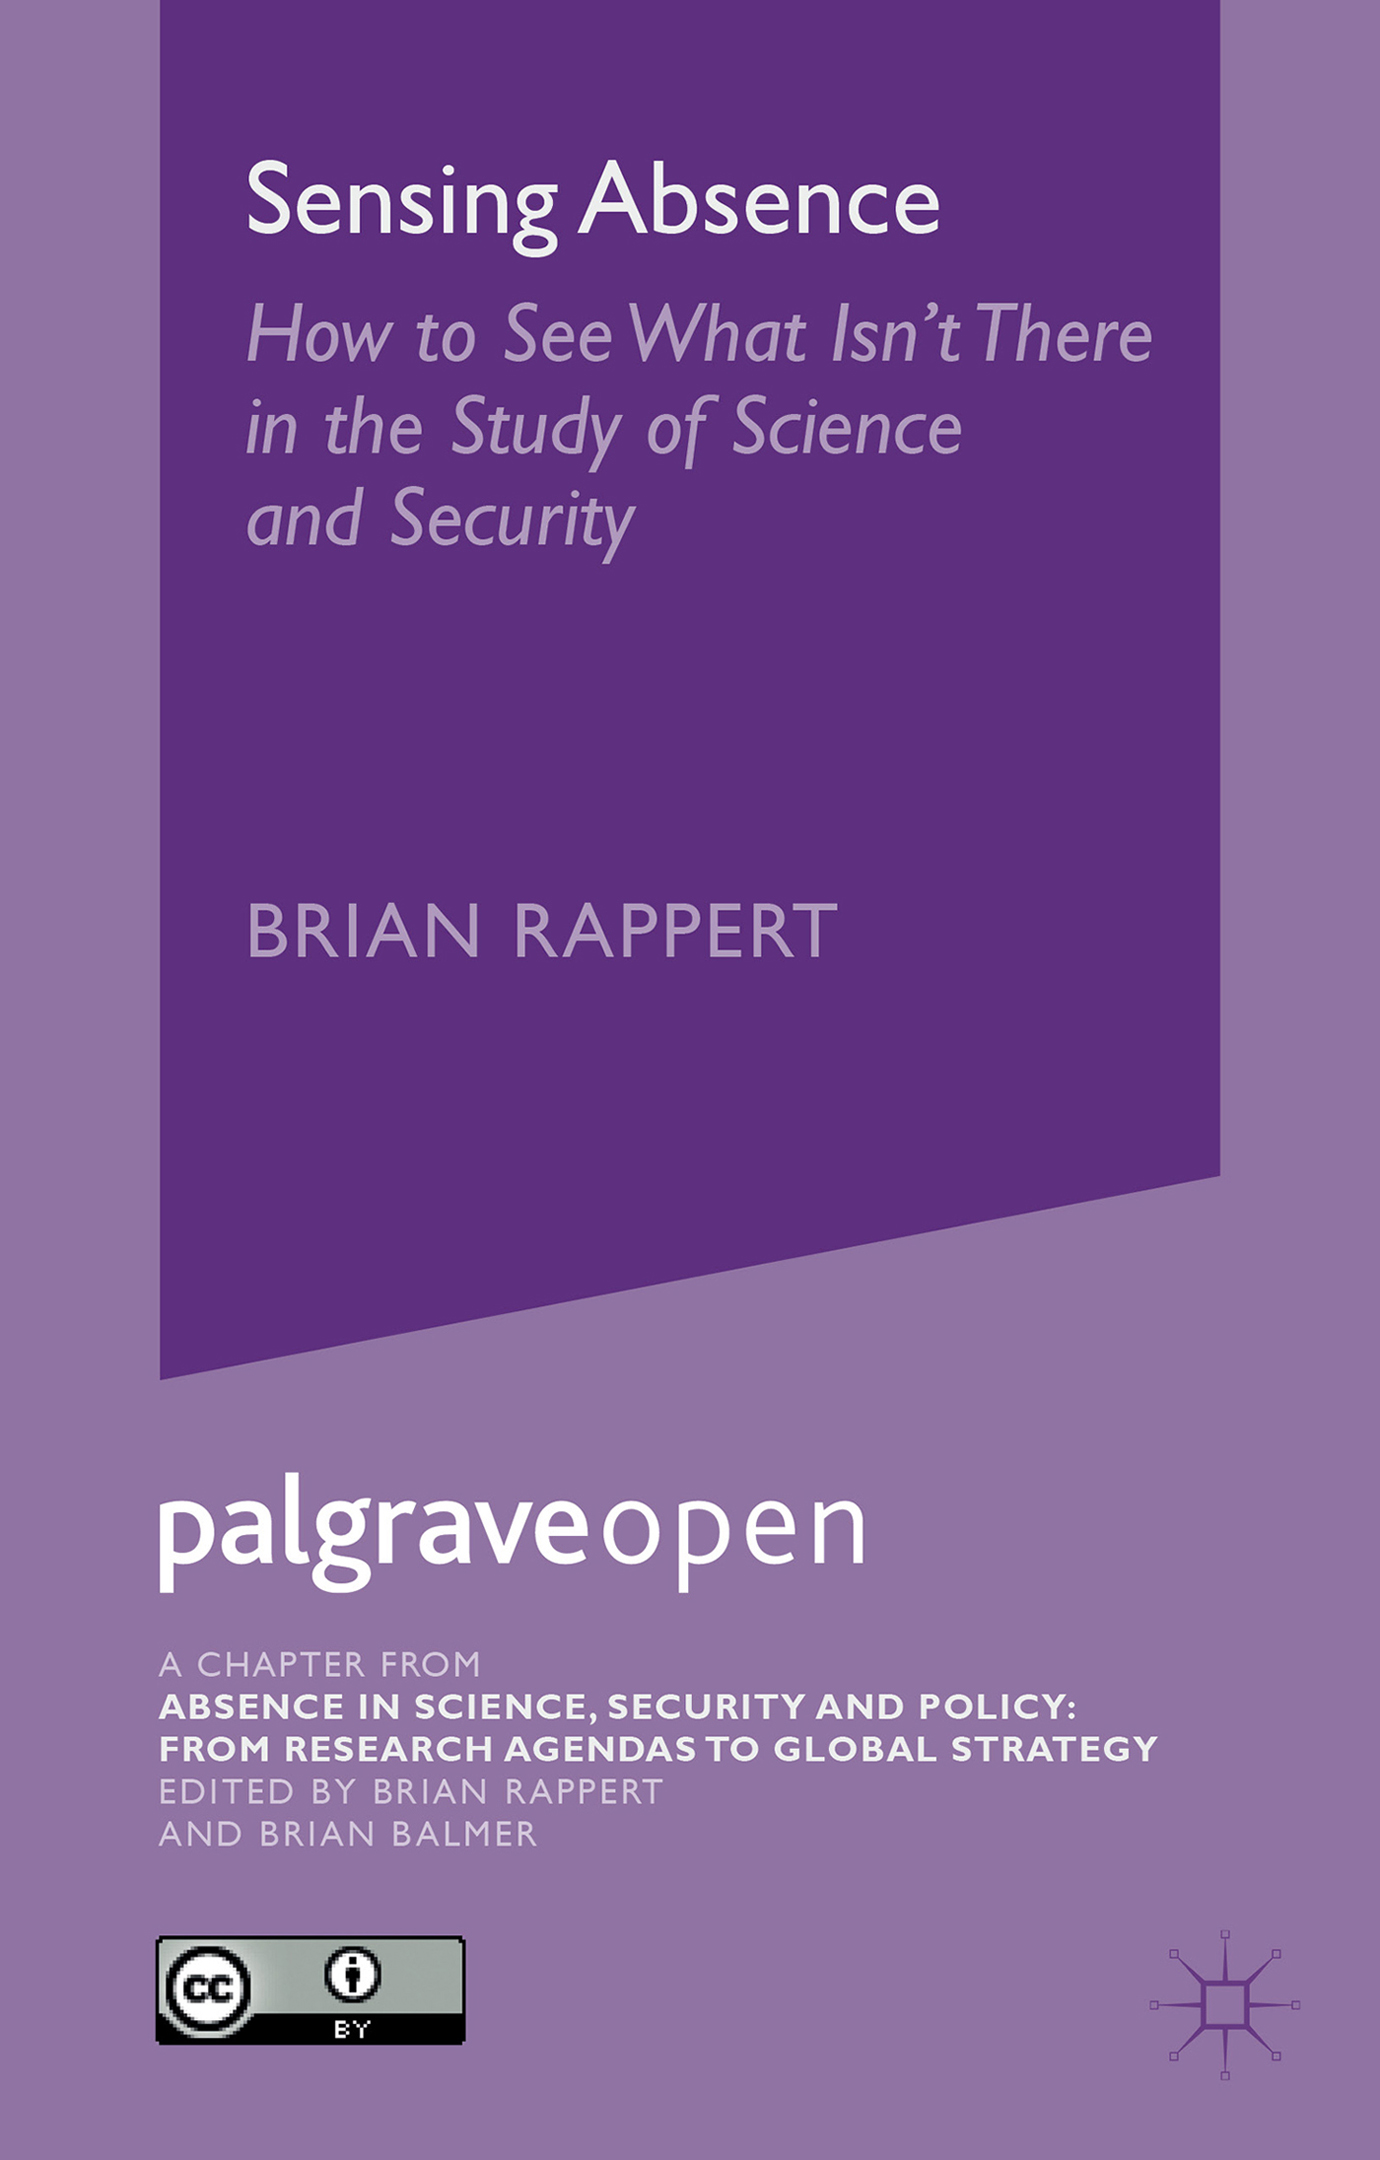 Sensing Absence
How to See What Isn’t There
in the Study of Science
and Security
BRIAN RAPPERT
palgraveopen
A CHAPTER FROM
ABSENCE IN SCIENCE, SECURITY AND POLICY:
FROM RESEARCH AGENDAS TO GLOBAL STRATEGY
EDITED BY BRIAN RAPPERT
AND BRIAN BALMER
cc
BY